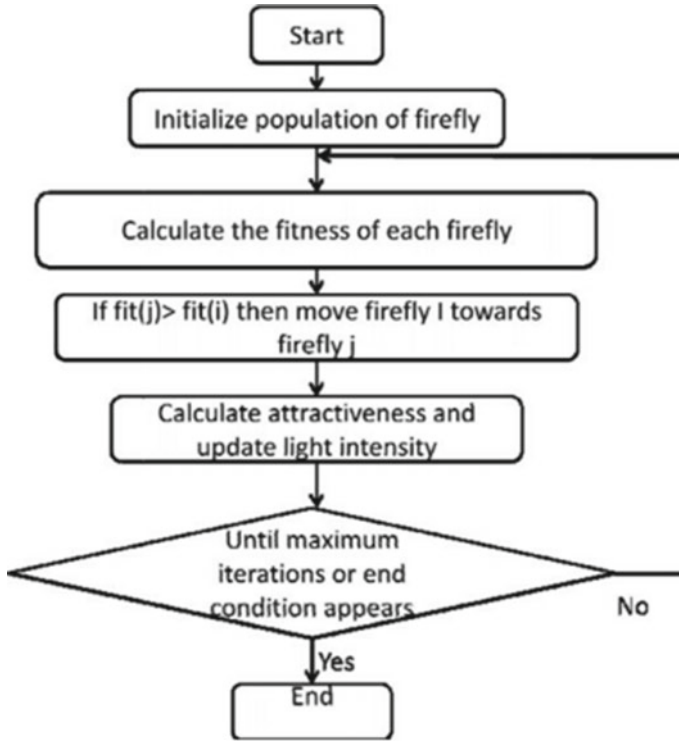 Start
Initialize population of firefly
Calculate the fitness of each firefly
If fit(j)> fit(i) then move firefly I towards
firefly j
Calculate attractiveness and
update light intensity
Until maximum
iterations or end
condition appears
No
Yes
End